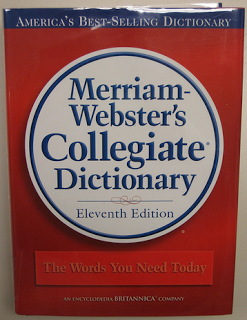 AMERICA'S BEST-SELLING DICTIONARY
Merriam-
Webster's
Collegiate®
Dictionary
Eleventh Edition
The Words You Need Today
AN ENCYCLOPÆDIA BRITANNICA® COMPANY